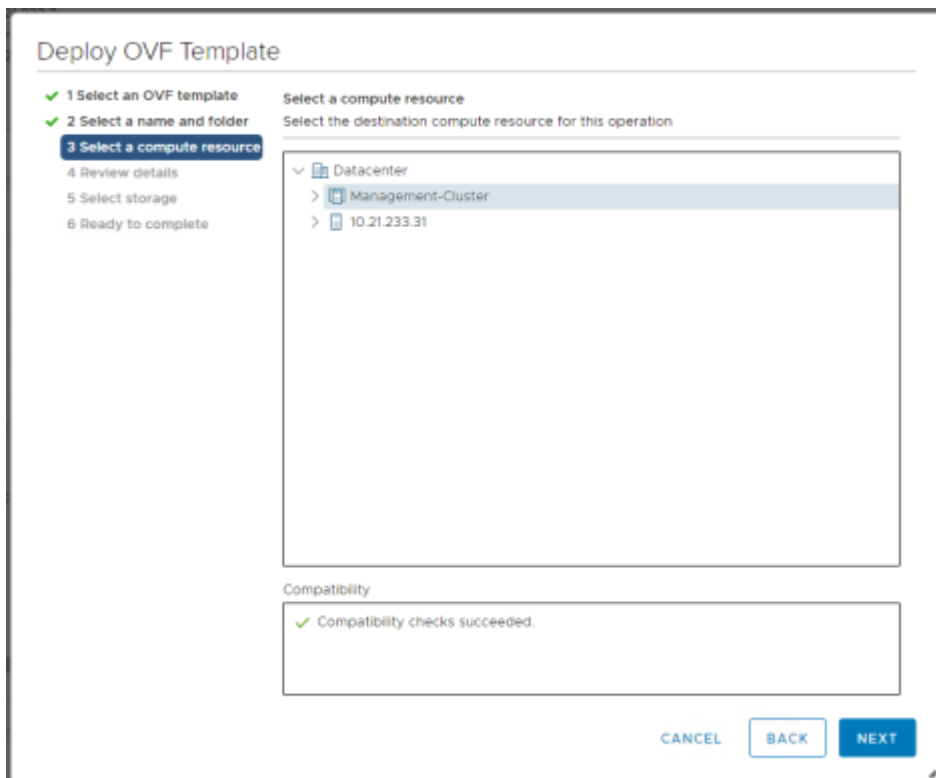 Deploy OVF Template
1 Select an OVF template
2 Select a name and folder
3 Select a compute resource
4 Review details
5 Select storage
6 Ready to complete
Select a compute resource
Select the destination compute resource for this operation
Datacenter
Management-Cluster
10.21.233.31
Compatibility
Compatibility checks succeeded.
CANCEL
BACK
NEXT